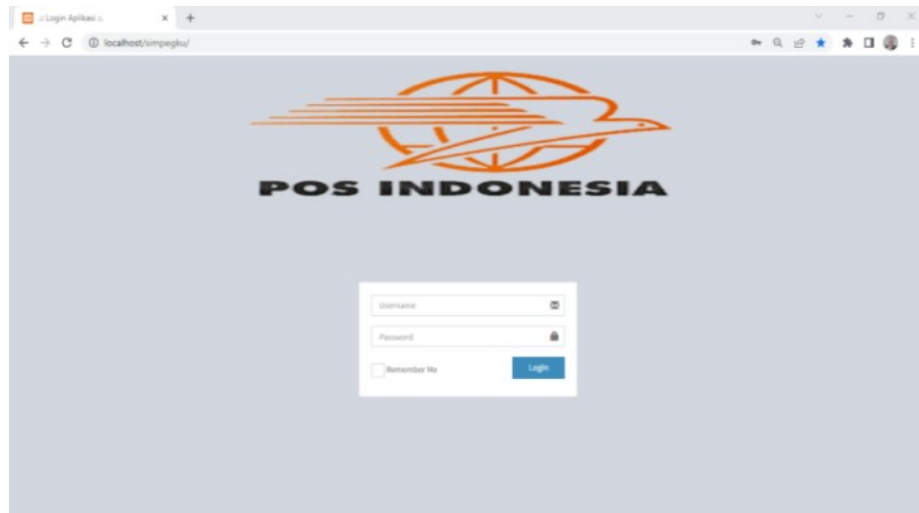 .: Login Aplikasi :.
localhost/simpegku/
POS INDONESIA
Username
Password
Remember Me
Login